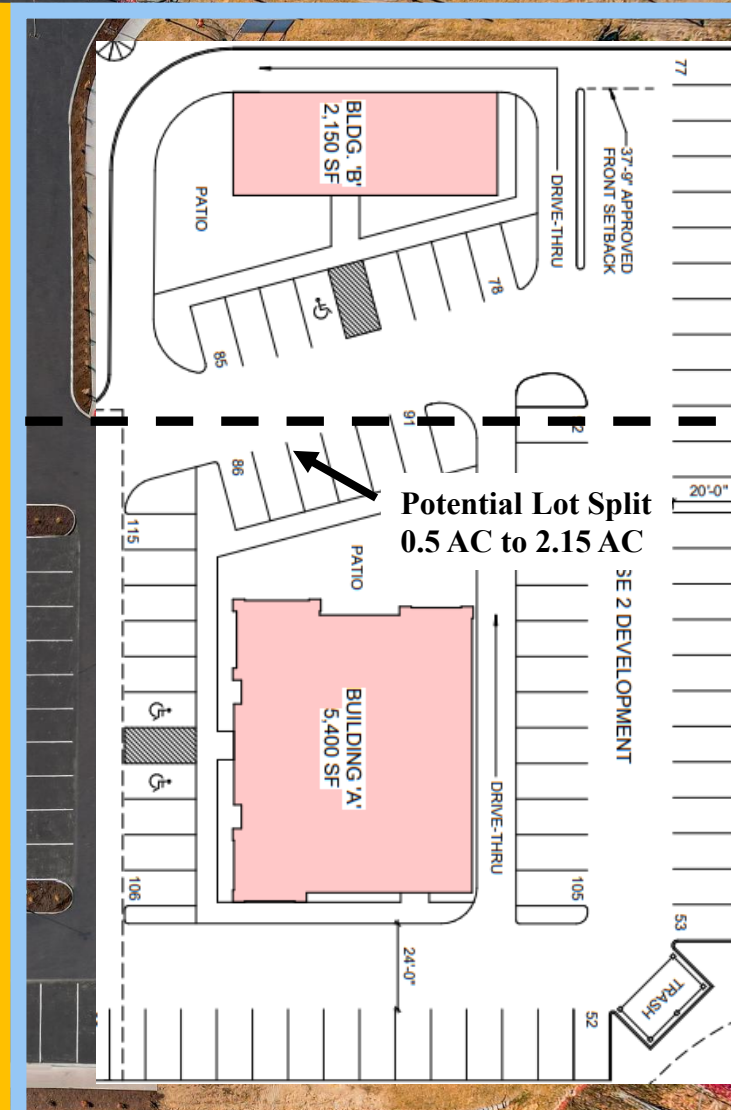 77
37'-9" APPROVED
FRONT SETBACK
BLDG. 'B'
2,150 SF
DRIVE-THRU
PATIO
78
85
91
86
Potential Lot Split
0.5 AC to 2.15 AC
20'-0"
115
PATIO
SE 2 DEVELOPMENT
BUILDING 'A'
5,400 SF
DRIVE-THRU
106
105
53
24'-0"
TRASH
52